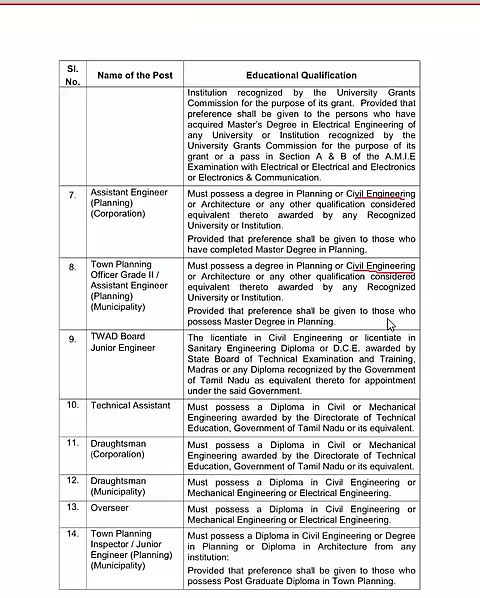 Sl.
No.
Name of the Post
Educational Qualification
Institution recognized by the University Grants
Commission for the purpose of its grant. Provided that
preference shall be given to the persons who have
acquired Master's Degree in Electrical Engineering of
any University or Institution recognized by the
University Grants Commission for the purpose of its
grant or a pass in Section A & B of the A.M.I.E
Examination with Electrical or Electrical and Electronics
or Electronics & Communication.
7.
Assistant Engineer
(Planning)
(Corporation)
Must possess a degree in Planning or Civil Engineering
or Architecture or any other qualification considered
equivalent thereto awarded by any Recognized
University or Institution.
Provided that preference shall be given to those who
have completed Master Degree in Planning.
8.
Town Planning
Officer Grade II /
Assistant Engineer
(Planning)
(Municipality)
Must possess a degree in Planning or Civil Engineering
or Architecture or any other qualification considered
equivalent thereto awarded by any Recognized
University or Institution.
Provided that preference shall be given to those who
possess Master Degree in Planning.
9.
TWAD Board
Junior Engineer
The licentiate in Civil Engineering or licentiate in
Sanitary Engineering Diploma or D.C.E. awarded by
State Board of Technical Examination and Training,
Madras or any Diploma recognized by the Government
of Tamil Nadu as equivalent thereto for appointment
under the said Government.
10.
Technical Assistant
Must possess a Diploma in Civil or Mechanical
Engineering awarded by the Directorate of Technical
Education, Government of Tamil Nadu or its equivalent.
11.
Draughtsman
(Corporation)
Must possess a Diploma in Civil or Mechanical
Engineering awarded by the Directorate of Technical
Education, Government of Tamil Nadu or its equivalent.
12.
Draughtsman
(Municipality)
Must possess a Diploma in Civil Engineering or
Mechanical Engineering or Electrical Engineering.
13.
Overseer
Must possess a Diploma in Civil Engineering or
Mechanical Engineering or Electrical Engineering.
14.
Town Planning
Inspector / Junior
Engineer (Planning)
(Municipality)
Must possess a Diploma in Civil Engineering or Degree
in Planning or Diploma in Architecture from any
institution:
Provided that preference shall be given to those who
possess Post Graduate Diploma in Town Planning.